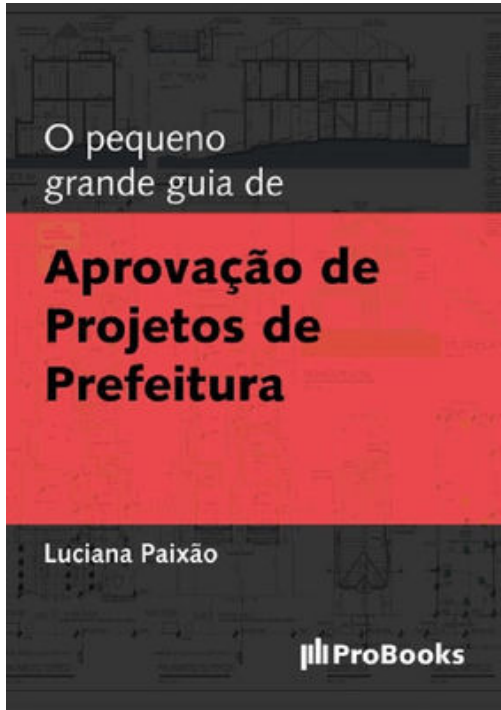 O pequeno
grande guia de
Aprovação de
Projetos de
Prefeitura
Luciana Paixão
ProBooks